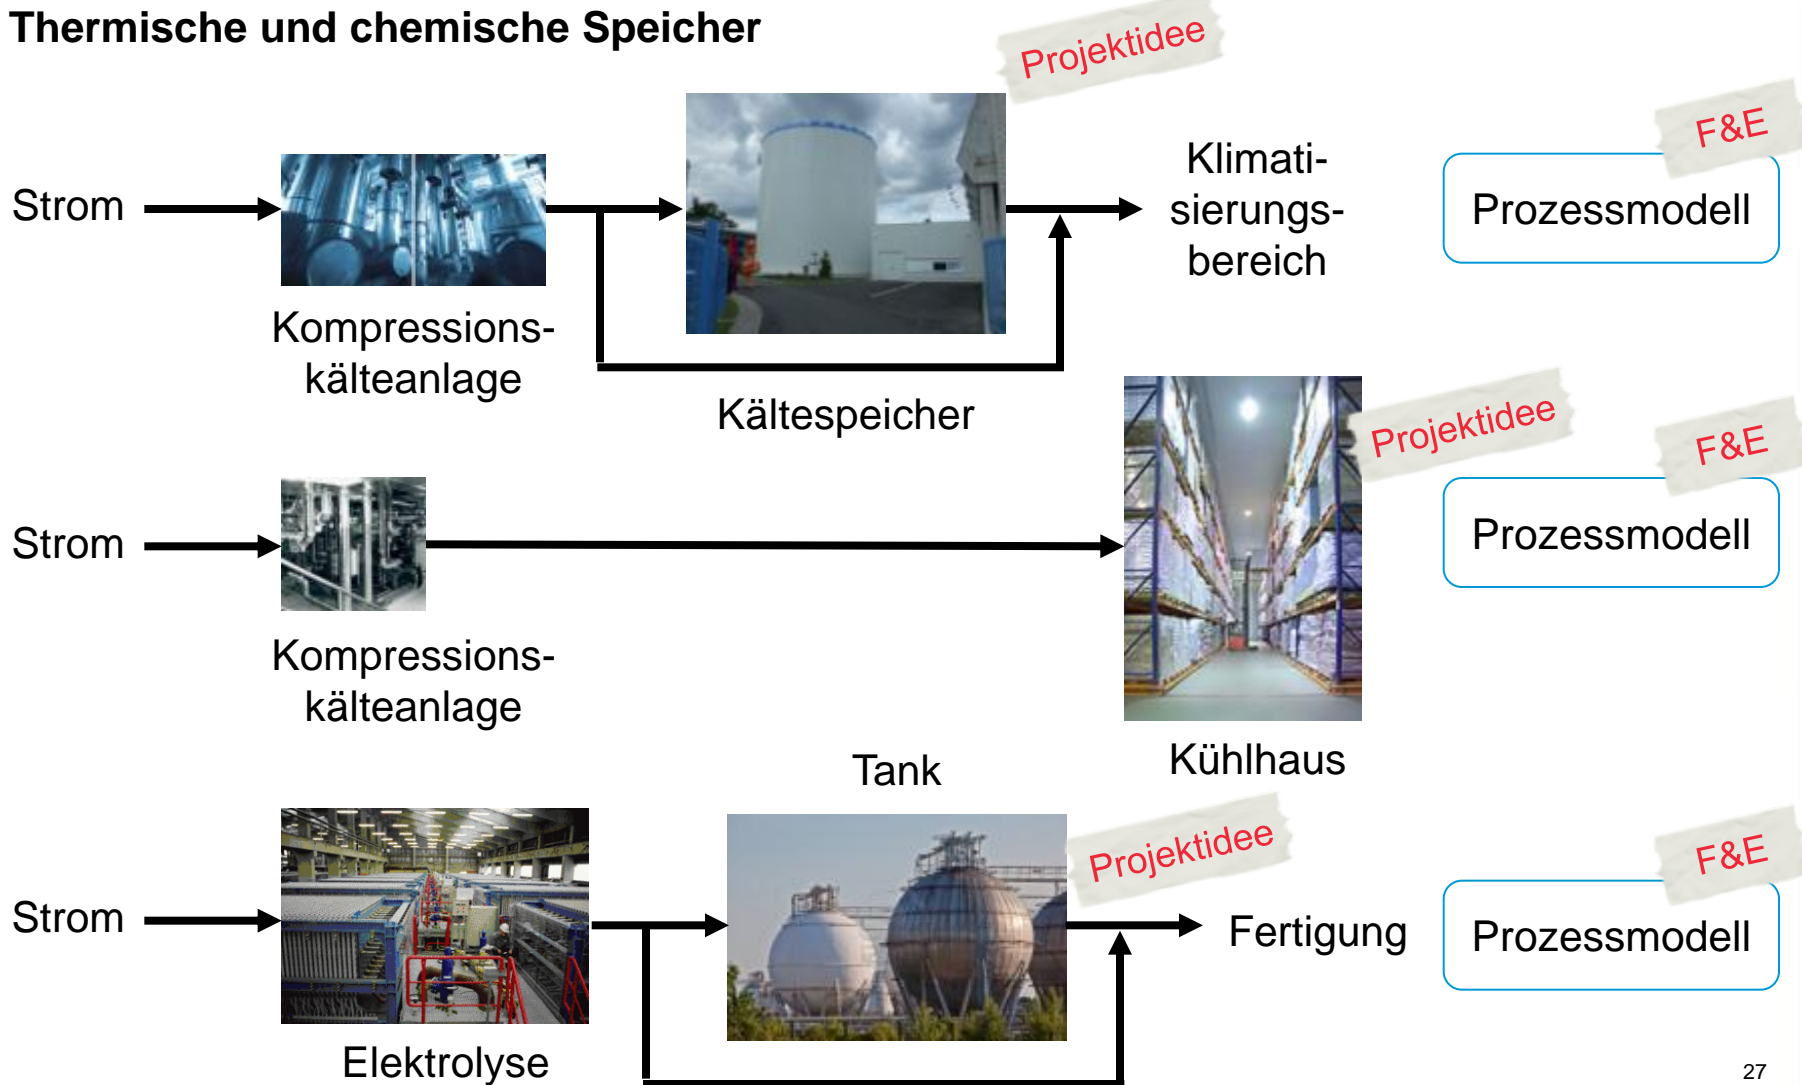 Thermische und chemische Speicher
Projektidee
F&E
Strom
Klimati-
sierungs-
bereich
Prozessmodell
Kompressions-
kälteanlage
Kältespeicher
Projektidee
F&E
Strom
Prozessmodell
Kompressions-
kälteanlage
Kühlhaus
Tank
Projektidee
F&E
Strom
Fertigung
Prozessmodell
Elektrolyse
27